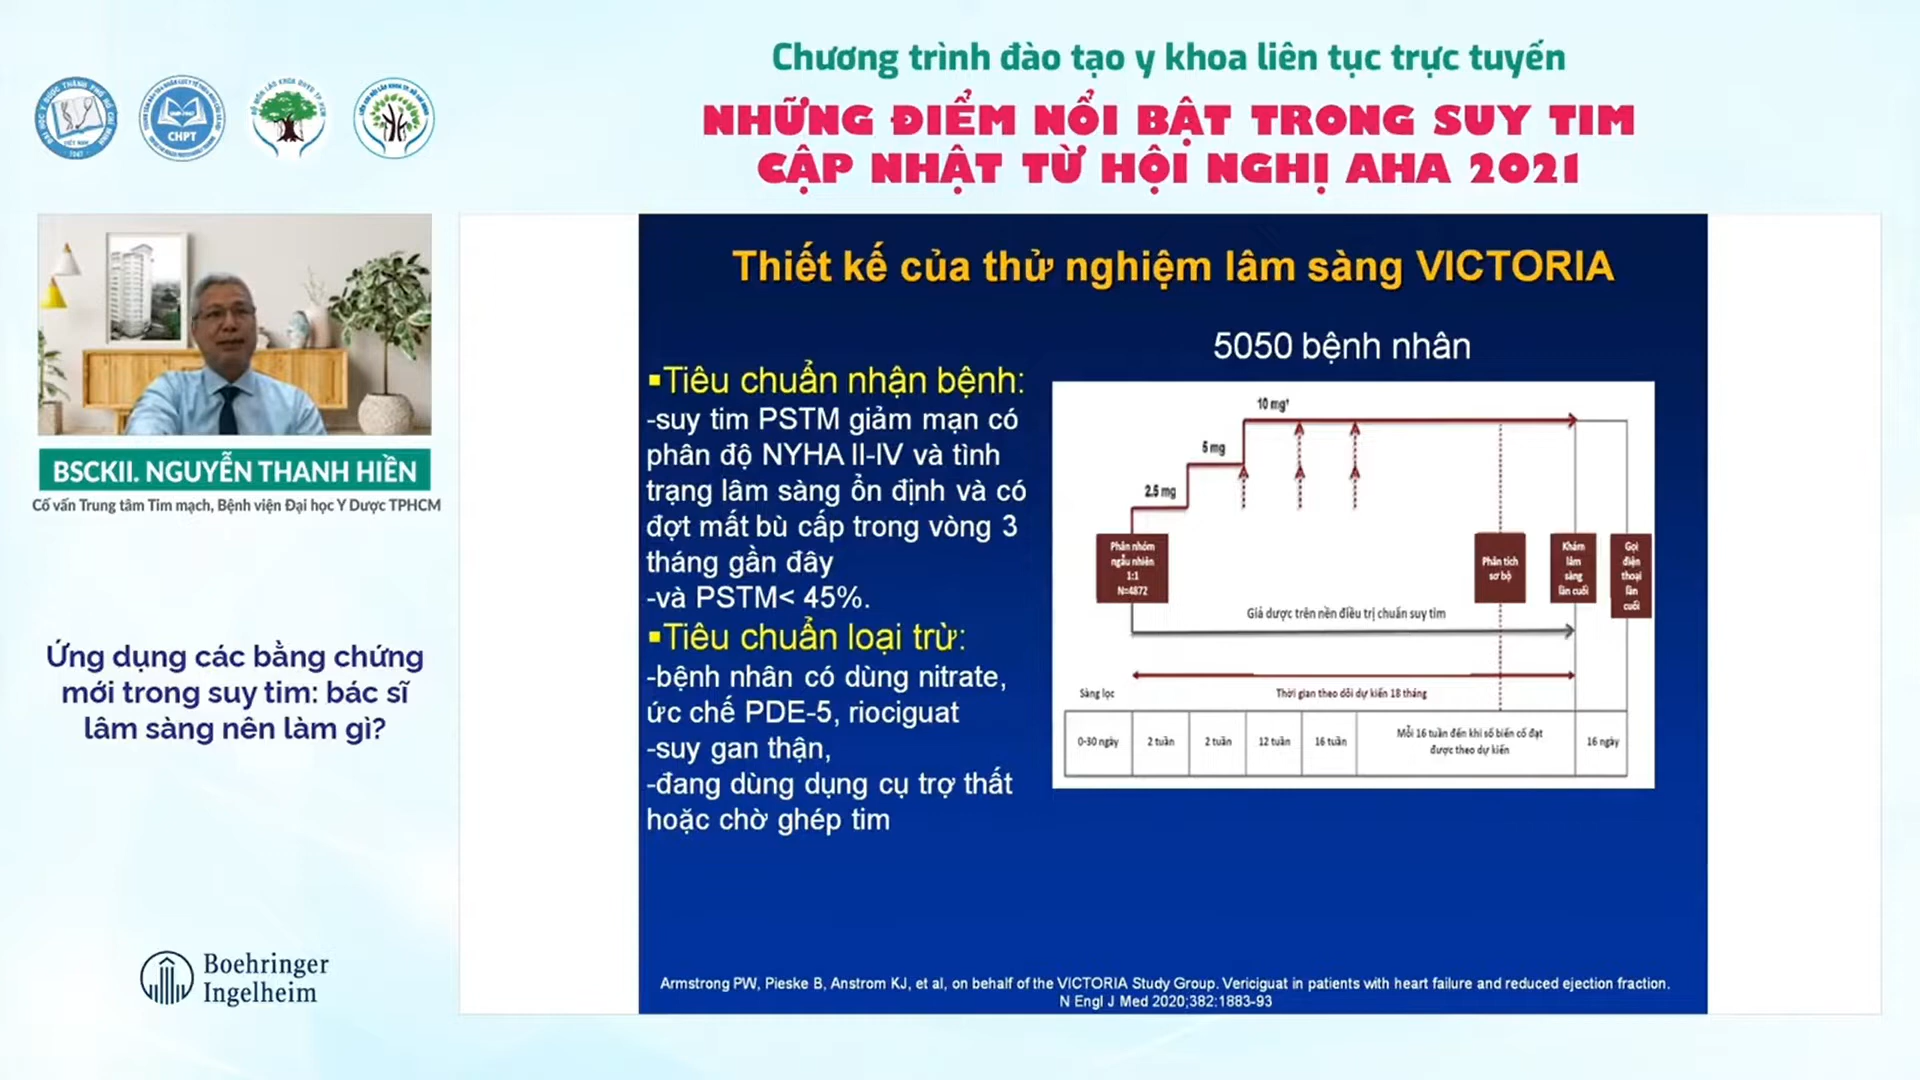 Chương trình đào tạo y khoa liên tục trực tuyến
NHỮNG ĐIỂM NỔI BẬT TRONG SUY TIM
CẬP NHẬT TỪ HỘI NGHỊ AHA 2021
CHPT
BSCKII. NGUYỄN THANH HIỀN
Cố vấn Trung tâm Tim mạch, Bệnh viện Đại học Y Dược TPHCM
Ứng dụng các bằng chứng
mới trong suy tim: bác sĩ
lâm sàng nên làm gì?
Boehringer
Ingelheim
Thiết kế của thử nghiệm lâm sàng VICTORIA
▪Tiêu chuẩn nhận bệnh:
-suy tim PSTM giảm mạn có
phân độ NYHA II-IV và tình
trạng lâm sàng ổn định và có
đợt mất bù cấp trong vòng 3
tháng gần đây
-và PSTM< 45%.
▪Tiêu chuẩn loại trừ:
-bệnh nhân có dùng nitrate,
ức chế PDE-5, riociguat
-suy gan thận,
-đang dùng dụng cụ trợ thất
hoặc chờ ghép tim
5050 bệnh nhân
10 mg†
5 mg
2.5 mg
Phân nhóm
ngẫu nhiên
1:1
N=4872
Phân tích
sơ bộ
Khám
lâm
sàng
lần cuối
Gọi
điện
thoại
lần
cuối
Giả dược trên nền điều trị chuẩn suy tim
Sàng lọc
Thời gian theo dõi dự kiến 18 tháng
0-30 ngày
2 tuần
2 tuần
12 tuần
16 tuần
Mỗi 16 tuần đến khi số biến cố đạt
được theo dự kiến
16 ngày
Armstrong PW, Pieske B, Anstrom KJ, et al, on behalf of the VICTORIA Study Group. Vericiguat in patients with heart failure and reduced ejection fraction.
N Engl J Med 2020;382:1883-93